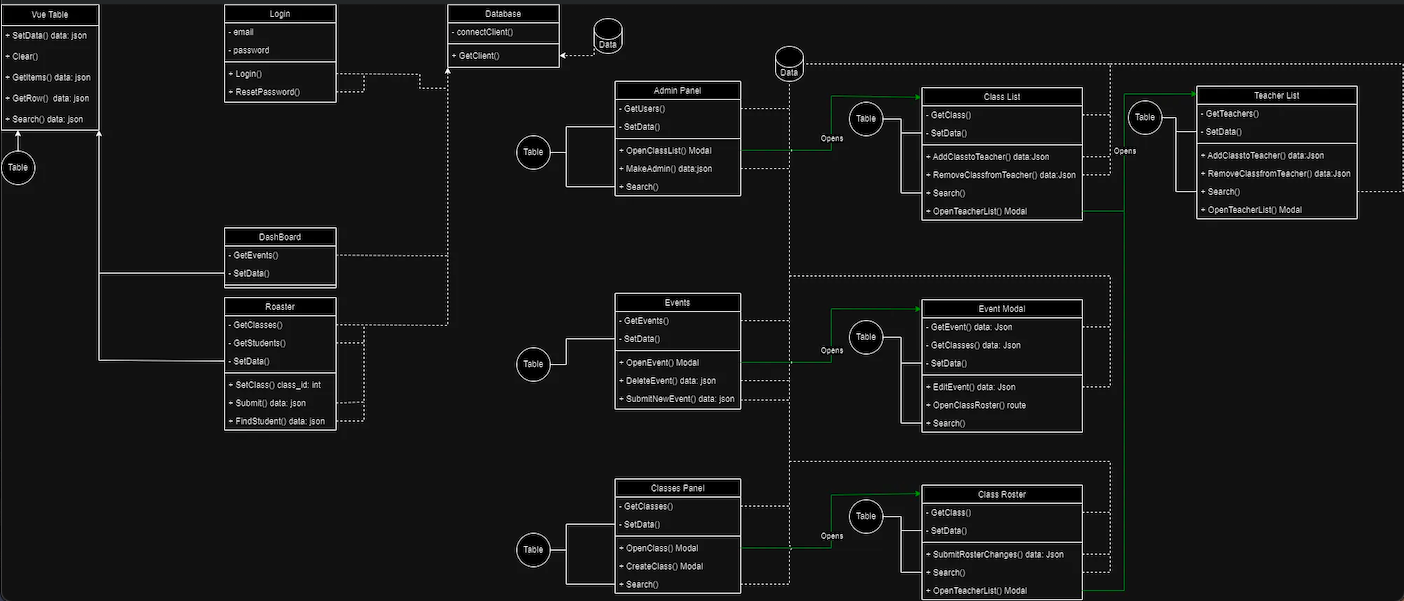 Vue Table
+ SetData() data: json
+ Clear()
+ GetItems() data: json
+ GetRow()  data: json
+ Search() data: json
Table
Login
- email
- password
+ Login()
+ ResetPassword()
Database
- connectClient()
+ GetClient()
Data
DashBoard
- GetEvents()
- SetData()
Roaster
- GetClasses()
- GetStudents()
- SetData()
+ SetClass() class_id: int
+ Submit() data: json
+ FindStudent() data: json
Data
Table
Admin Panel
- GetUsers()
- SetData()
+ OpenClassList() Modal
+ MakeAdmin() data:json
+ Search()
Opens
Table
Class List
- GetClass()
- SetData()
+ AddClasstoTeacher() data:Json
+ RemoveClassfromTeacher() data:Json
+ Search()
+ OpenTeacherList() Modal
Opens
Table
Teacher List
- GetTeachers()
- SetData()
+ AddClasstoTeacher() data:Json
+ RemoveClassfromTeacher() data:Json
+ Search()
+ OpenTeacherList() Modal
Table
Events
- GetEvents()
- SetData()
+ OpenEvent() Modal
+ DeleteEvent() data: json
+ SubmitNewEvent() data: json
Opens
Table
Event Modal
- GetEvent() data: Json
- GetClasses() data: Json
- SetData()
+ EditEvent() data: Json
+ OpenClassRoster() route
+ Search()
Table
Classes Panel
- GetClasses()
- SetData()
+ OpenClass() Modal
+ CreateClass() Modal
+ Search()
Opens
Table
Class Roster
- GetClass()
- SetData()
+ SubmitRosterChanges() data: Json
+ Search()
+ OpenTeacherList() Modal